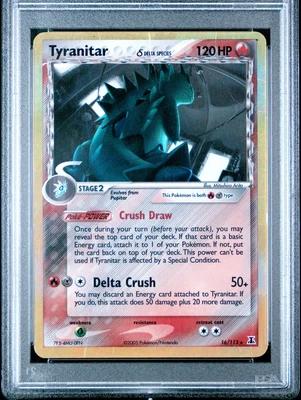 Tyranitar δ DELTA SPECIES 120 HP
Illus. Mitsuhiro Arita
STAGE 2
Evolves from Pupitar
This Pokémon is both type
Poké-POWER Crush Draw
Once during your turn (before your attack), you may
reveal the top card of your deck. If that card is a basic
Energy card, attach it to 1 of your Pokémon. If not, put
the card back on top of your deck. This power can't be
used if Tyranitar is affected by a Special Condition.
Delta Crush 50+
You may discard an Energy card attached to Tyranitar. If
you do, this attack does 50 damage plus 20 more damage.
weakness resistance retreat cost
©2005 Pokémon/Nintendo 16/113 ★